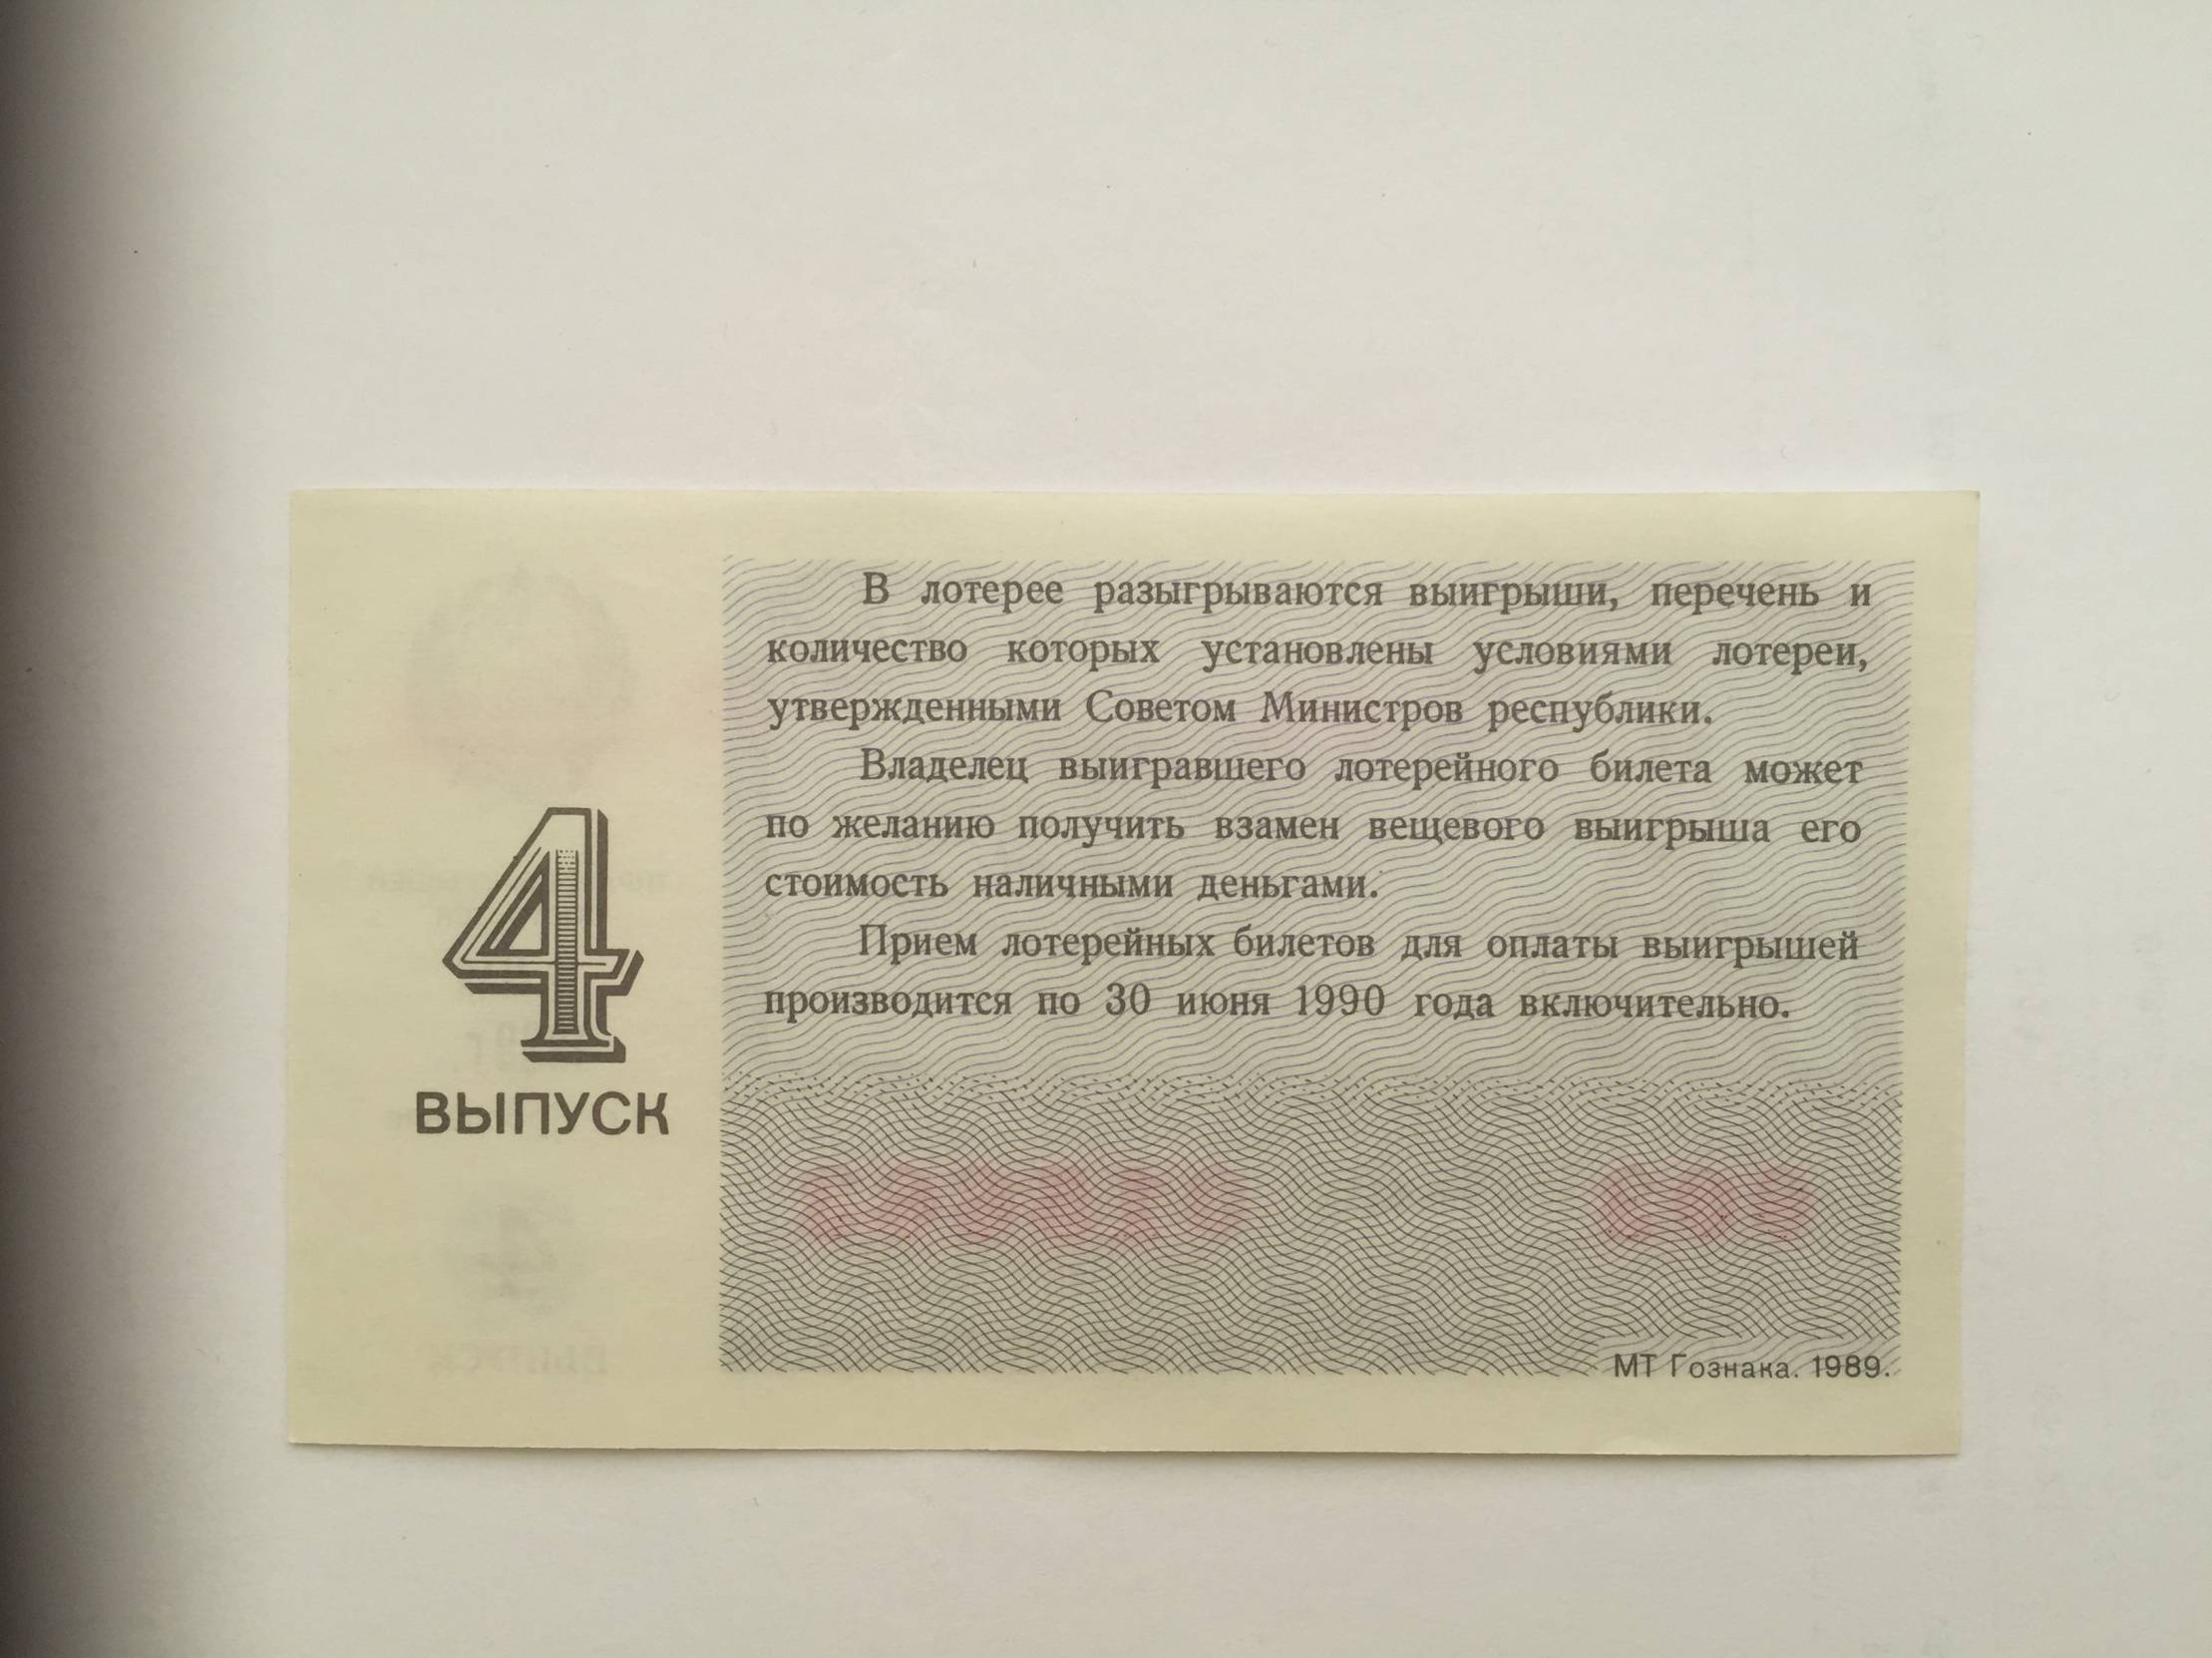 В лотерее разыгрываются выигрыши, перечень и
количество которых установлены условиями лотереи,
утвержденными Советом Министров республики.
Владелец выигравшего лотерейного билета может
по желанию получить взамен вещевого выигрыша его
стоимость наличными деньгами.
Прием лотерейных билетов для оплаты выигрышей
производится по 30 июня 1990 года включительно.
4
ВЫПУСК
МТ Гознака. 1989.